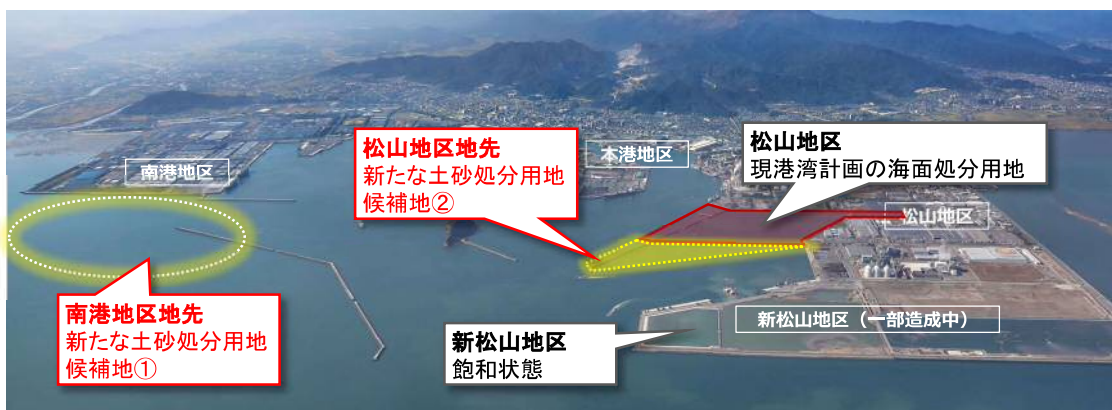 南港地区
松山地区地先
新たな土砂処分用地
候補地②
本港地区
松山地区
現港湾計画の海面処分用地
松山地区
南港地区地先
新たな土砂処分用地
候補地①
新松山地区
飽和状態
新松山地区（一部造成中）